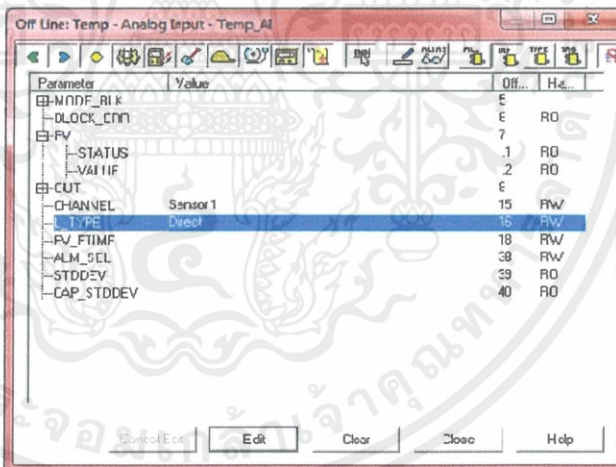 Off Line: Temp - Analog Input - Temp_AI
Parameter Value Off... Ha...
MODE_BLK 5
BLOCK_ERR 6 RO
PV 7
STATUS .1 RO
VALUE .2 RO
OUT 8
CHANNEL Sensor 1 15 RW
L_TYPE Direct 16 RW
PV_FTIME 18 RW
ALM_SEL 38 RW
STDDEV 39 RO
CAP_STDDEV 40 RO
Cancel Edit Edit Clear Close Help